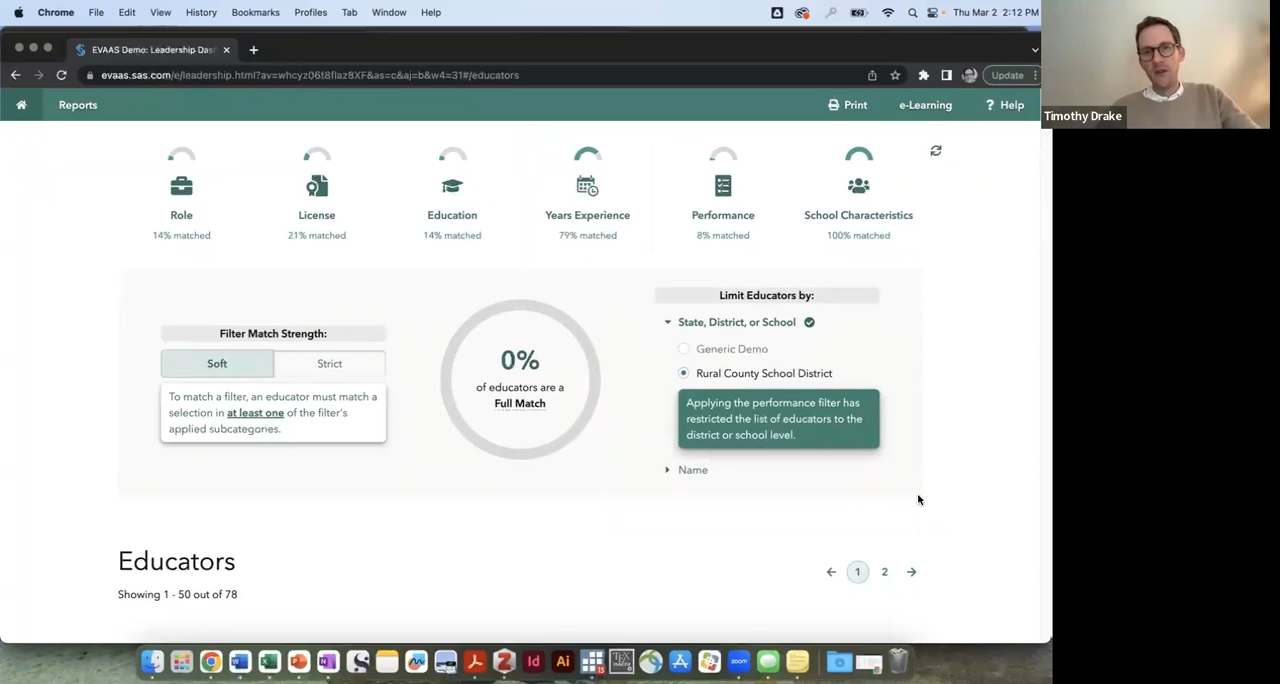 Chrome File Edit View History Bookmarks Profiles Tab Window Help Thu Mar 2 2:12 PM
EVAAS Demo: Leadership Das
evaas.sas.com/e/leadership.html?av=whcyz06t8fIaz8XF&as=c&aj=b&w4=31#/educators
Update
Timothy Drake
Reports Print e-Learning ? Help
Role License Education Years Experience Performance School Characteristics
14% matched 21% matched 14% matched 79% matched 8% matched 100% matched
Limit Educators by:
State, District, or School
Generic Demo
Rural County School District
Applying the performance filter has
restricted the list of educators to the
district or school level.
Name
Filter Match Strength:
Soft Strict
To match a filter, an educator must match a
selection in at least one of the filter's
applied subcategories.
0%
of educators are a
Full Match
Educators
1 2
Showing 1 - 50 out of 78
W X P N S Z Id Ai TEX zoom